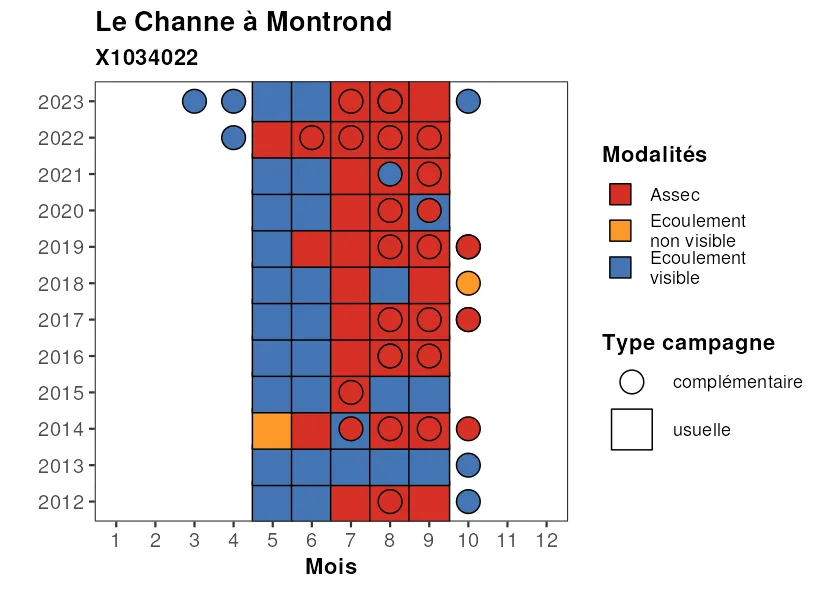 Le Channe à Montrond
X1034022
2023
2022
2021
2020
2019
2018
2017
2016
2015
2014
2013
2012
1 2 3 4 5 6 7 8 9 10 11 12
Mois
Modalités
Assec
Ecoulement
non visible
Ecoulement
visible
Type campagne
complémentaire
usuelle